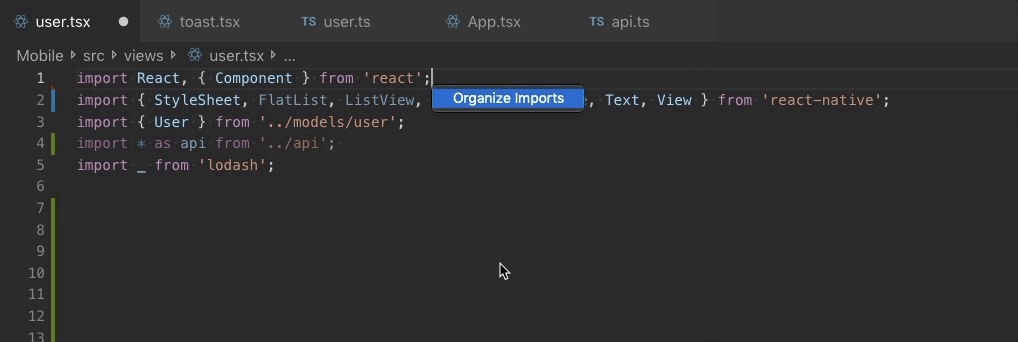 user.tsx toast.tsx TS user.ts App.tsx TS api.ts
Mobile src views user.tsx ...
1 import React, { Component } from 'react';
2 import { StyleSheet, FlatList, ListView, , Text, View } from 'react-native';
Organize Imports
3 import { User } from '../models/user';
4 import * as api from '../api';
5 import _ from 'lodash';
6
7
8
9
10
11
12
13